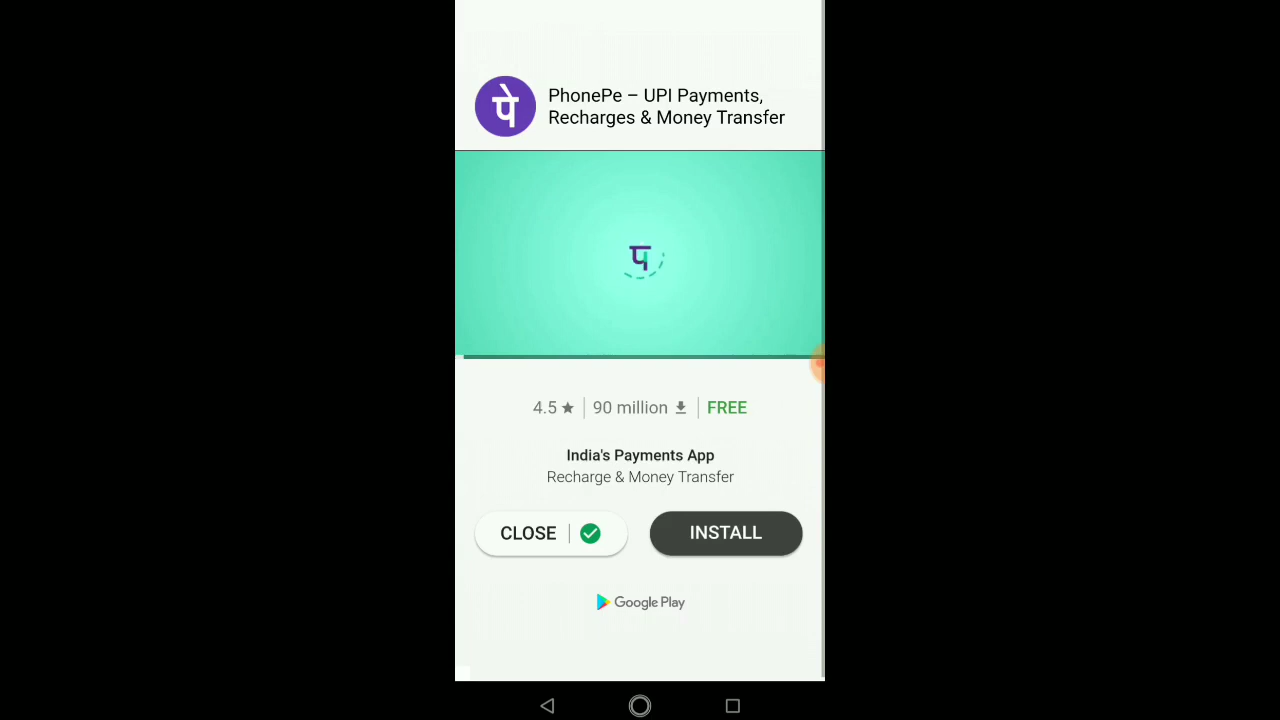 पे
PhonePe – UPI Payments,
Recharges & Money Transfer
प
4.5 ★ | 90 million | FREE
India's Payments App
Recharge & Money Transfer
CLOSE
INSTALL
Google Play